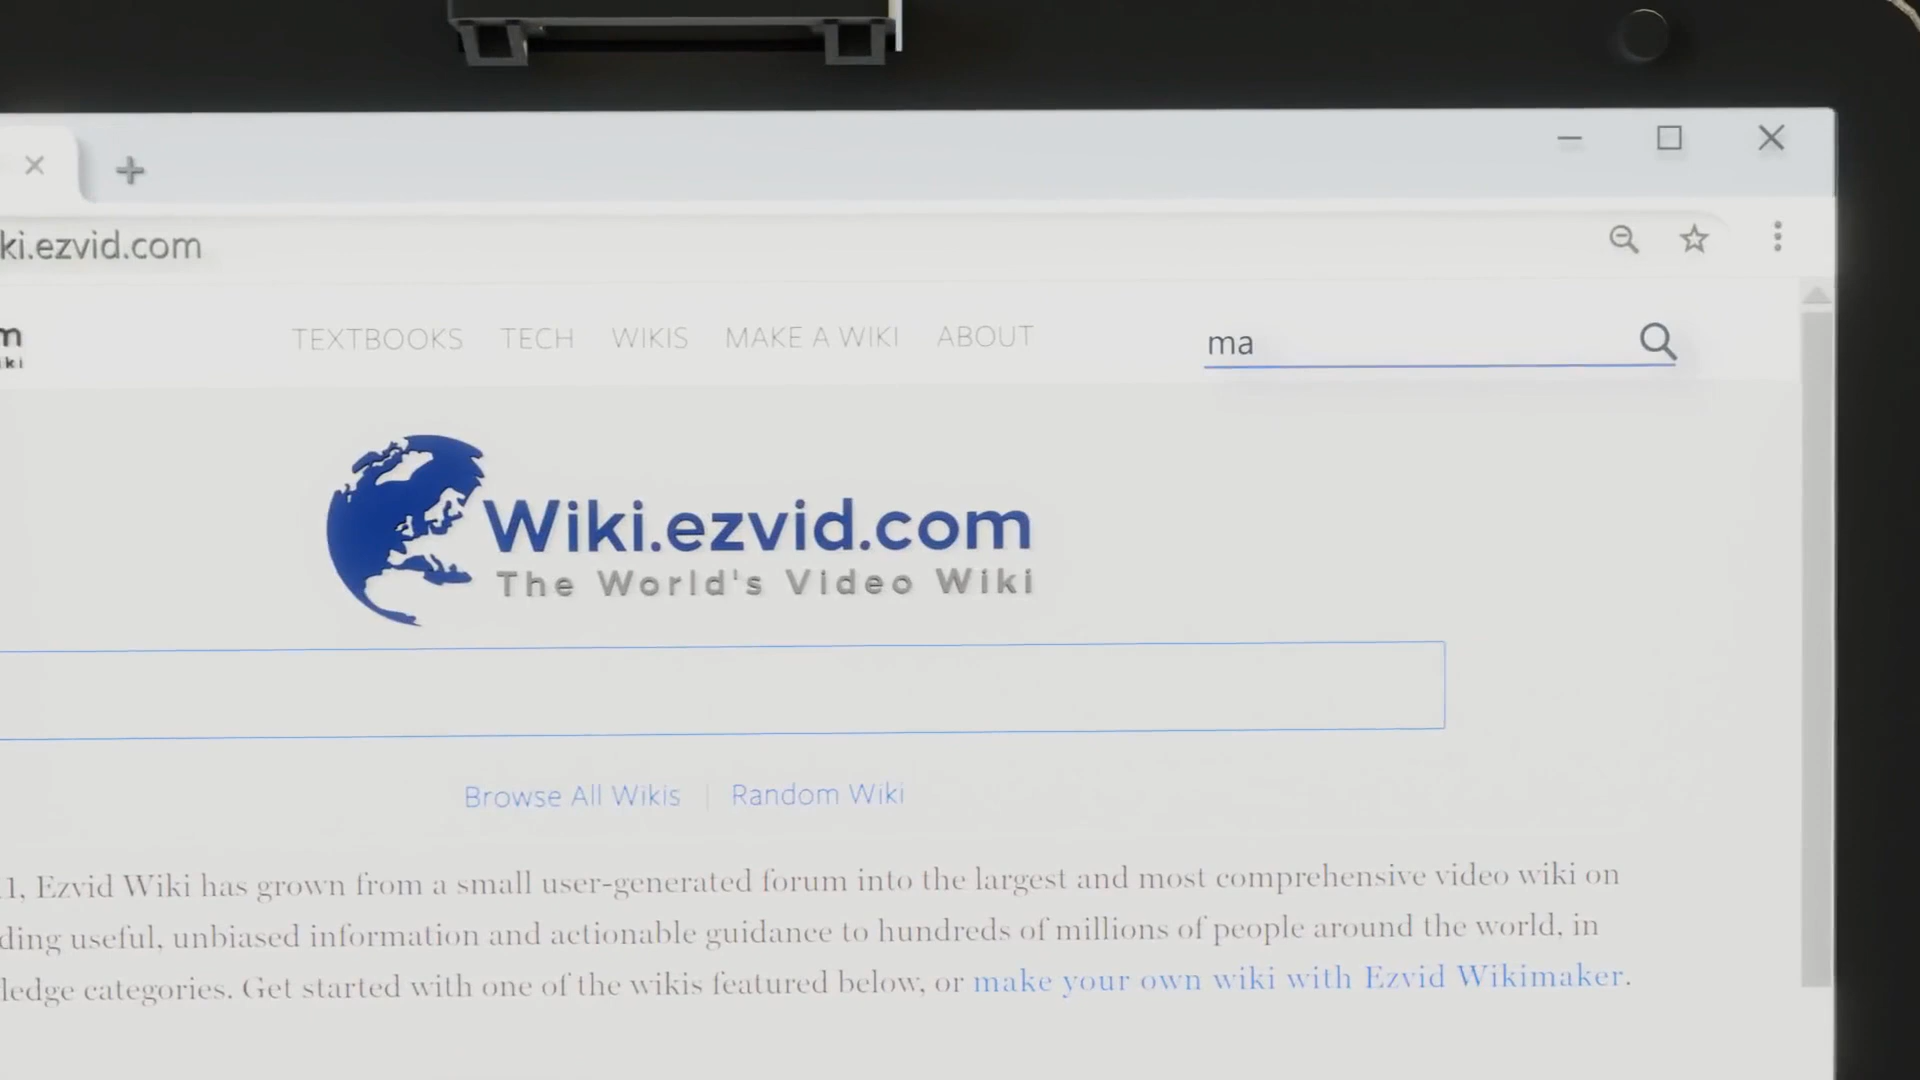 ki.ezvid.com
m
iki
TEXTBOOKS TECH WIKIS MAKE A WIKI ABOUT
ma
Wiki.ezvid.com
The World's Video Wiki
Browse All Wikis | Random Wiki
1, Ezvid Wiki has grown from a small user-generated forum into the largest and most comprehensive video wiki on
ding useful, unbiased information and actionable guidance to hundreds of millions of people around the world, in
ledge categories. Get started with one of the wikis featured below, or make your own wiki with Ezvid Wikimaker.